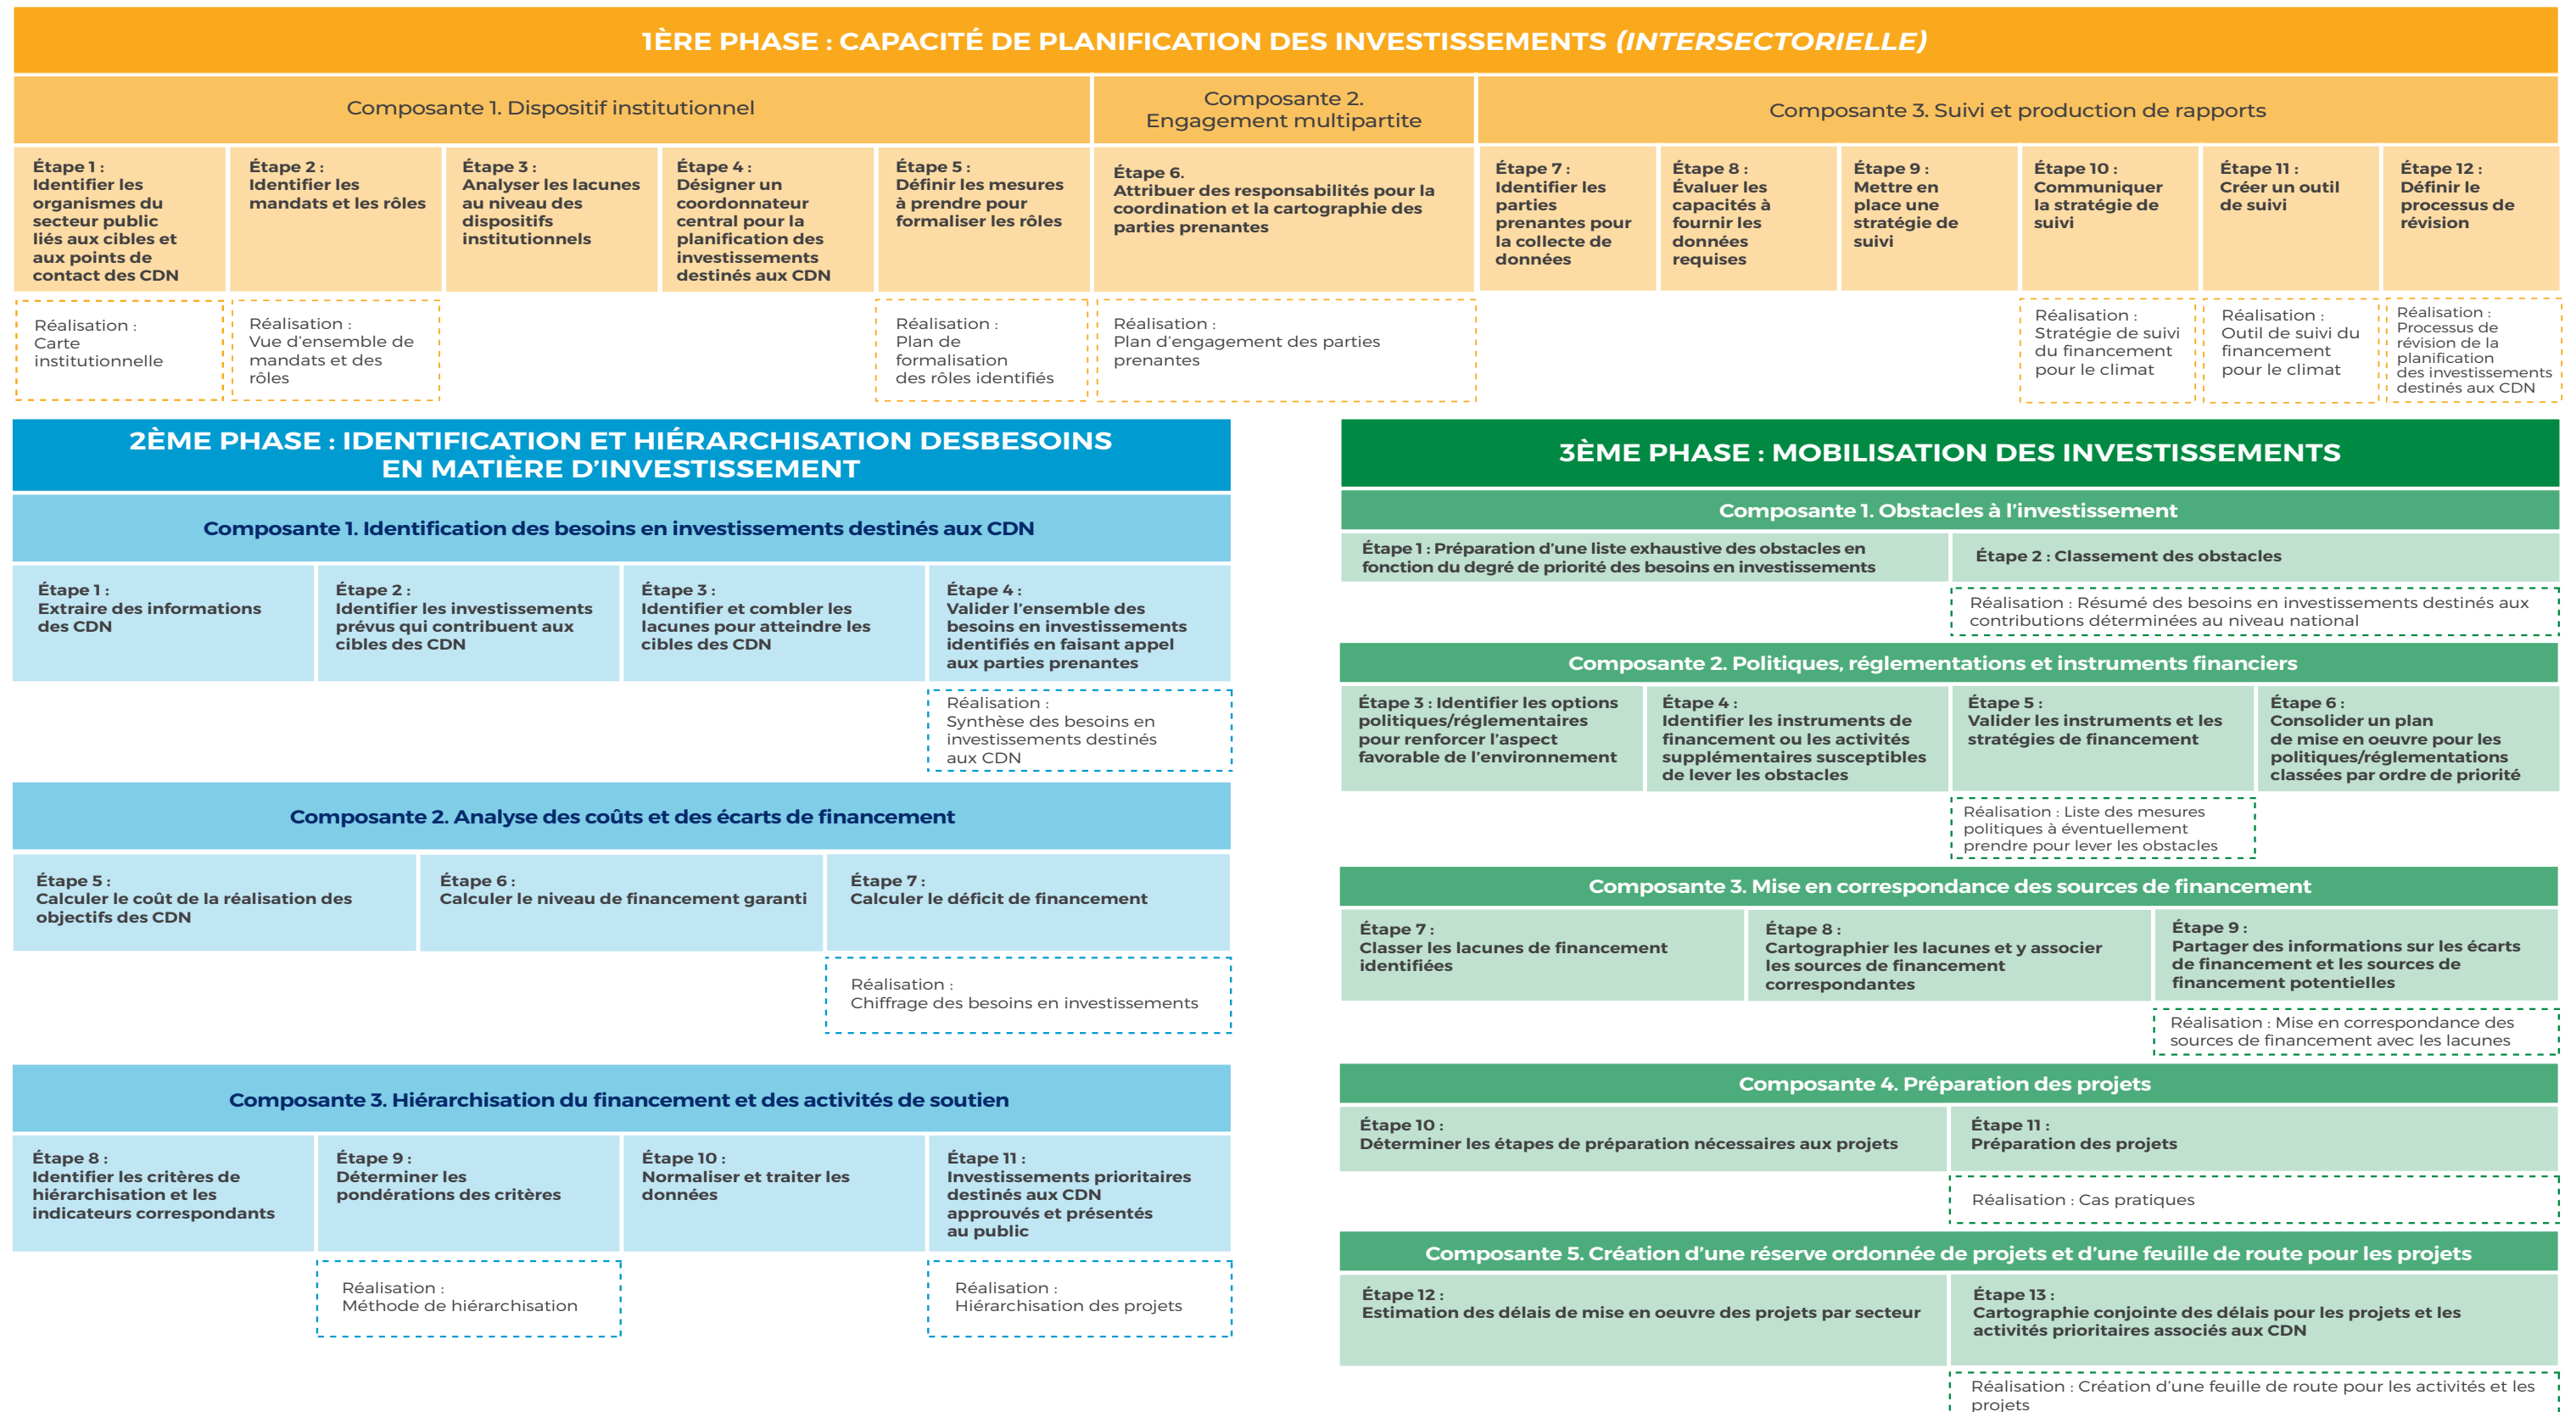 1ÈRE PHASE : CAPACITÉ DE PLANIFICATION DES INVESTISSEMENTS (INTERSECTORIELLE)
Composante 1. Dispositif institutionnel
Composante 2.
Engagement multipartite
Composante 3. Suivi et production de rapports
Étape 1 :
Identifier les
organismes du
secteur public
liés aux cibles et
aux points de
contact des CDN
Étape 2 :
Identifier les
mandats et les rôles
Étape 3 :
Analyser les lacunes
au niveau des
dispositifs
institutionnels
Étape 4 :
Désigner un
coordonnateur
central pour la
planification des
investissements
destinés aux CDN
Étape 5 :
Définir les mesures
à prendre pour
formaliser les rôles
Étape 6.
Attribuer des responsabilités pour la
coordination et la cartographie des
parties prenantes
Étape 7 :
Identifier les
parties
prenantes pour
la collecte de
données
Étape 8 :
Évaluer les
capacités à
fournir les
données
requises
Étape 9 :
Mettre en
place une
stratégie de
suivi
Étape 10 :
Communiquer
la stratégie de
suivi
Étape 11 :
Créer un outil
de suivi
Étape 12 :
Définir le
processus de
révision
Réalisation :
Carte
institutionnelle
Réalisation :
Vue d’ensemble de
mandats et des
rôles
Réalisation :
Plan de
formalisation
des rôles identifiés
Réalisation :
Plan d’engagement des parties
prenantes
Réalisation :
Stratégie de suivi
du financement
pour le climat
Réalisation :
Outil de suivi du
financement
pour le climat
Réalisation :
Processus de
révision de la
planification
des investissements
destinés aux CDN
2ÈME PHASE : IDENTIFICATION ET HIÉRARCHISATION DESBESOINS
EN MATIÈRE D’INVESTISSEMENT
Composante 1. Identification des besoins en investissements destinés aux CDN
Étape 1 :
Extraire des informations
des CDN
Étape 2 :
Identifier les investissements
prévus qui contribuent aux
cibles des CDN
Étape 3 :
Identifier et combler les
lacunes pour atteindre les
cibles des CDN
Étape 4 :
Valider l’ensemble des
besoins en investissements
identifiés en faisant appel
aux parties prenantes
Réalisation :
Synthèse des besoins en
investissements destinés
aux CDN
Composante 2. Analyse des coûts et des écarts de financement
Étape 5 :
Calculer le coût de la réalisation des
objectifs des CDN
Étape 6 :
Calculer le niveau de financement garanti
Étape 7 :
Calculer le déficit de financement
Réalisation :
Chiffrage des besoins en investissements
Composante 3. Hiérarchisation du financement et des activités de soutien
Étape 8 :
Identifier les critères de
hiérarchisation et les
indicateurs correspondants
Étape 9 :
Déterminer les
pondérations des critères
Étape 10 :
Normaliser et traiter les
données
Étape 11 :
Investissements prioritaires
destinés aux CDN
approuvés et présentés
au public
Réalisation :
Méthode de hiérarchisation
Réalisation :
Hiérarchisation des projets
3ÈME PHASE : MOBILISATION DES INVESTISSEMENTS
Composante 1. Obstacles à l’investissement
Étape 1 : Préparation d’une liste exhaustive des obstacles en
fonction du degré de priorité des besoins en investissements
Étape 2 : Classement des obstacles
Réalisation : Résumé des besoins en investissements destinés aux
contributions déterminées au niveau national
Composante 2. Politiques, réglementations et instruments financiers
Étape 3 : Identifier les options
politiques/réglementaires
pour renforcer l’aspect
favorable de l’environnement
Étape 4 :
Identifier les instruments de
financement ou les activités
supplémentaires susceptibles
de lever les obstacles
Étape 5 :
Valider les instruments et les
stratégies de financement
Étape 6 :
Consolider un plan
de mise en oeuvre pour les
politiques/réglementations
classées par ordre de priorité
Réalisation : Liste des mesures
politiques à éventuellement
prendre pour lever les obstacles
Composante 3. Mise en correspondance des sources de financement
Étape 7 :
Classer les lacunes de financement
identifiées
Étape 8 :
Cartographier les lacunes et y associer
les sources de financement
correspondantes
Étape 9 :
Partager des informations sur les écarts
de financement et les sources de
financement potentielles
Réalisation : Mise en correspondance des
sources de financement avec les lacunes
Composante 4. Préparation des projets
Étape 10 :
Déterminer les étapes de préparation nécessaires aux projets
Étape 11 :
Préparation des projets
Réalisation : Cas pratiques
Composante 5. Création d’une réserve ordonnée de projets et d’une feuille de route pour les projets
Étape 12 :
Estimation des délais de mise en oeuvre des projets par secteur
Étape 13 :
Cartographie conjointe des délais pour les projets et les
activités prioritaires associés aux CDN
Réalisation : Création d’une feuille de route pour les activités et les
projets